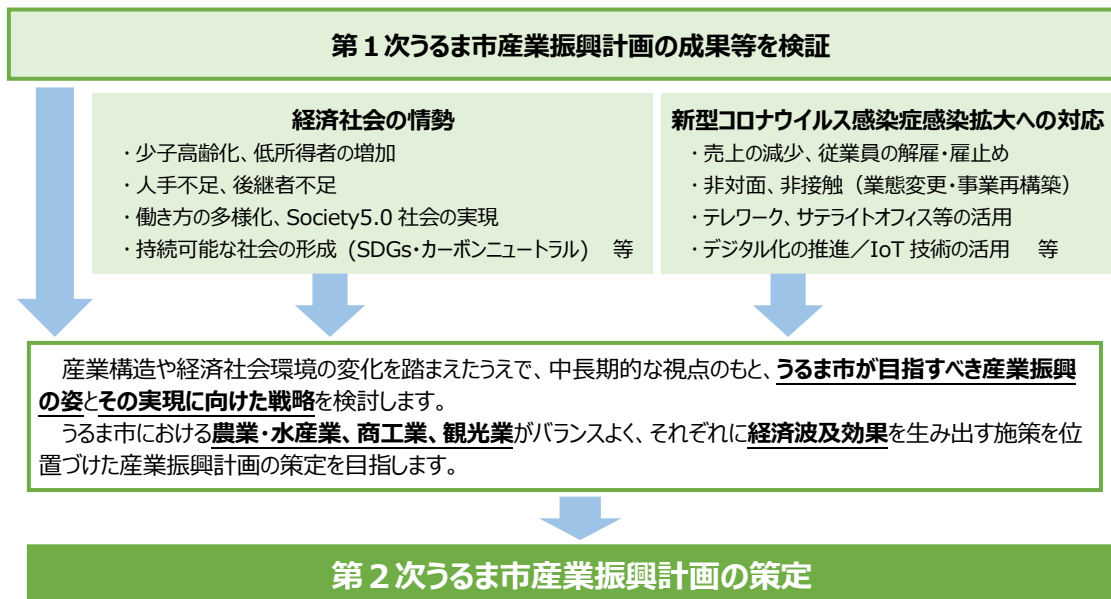 第1次うるま市産業振興計画の成果等を検証
経済社会の情勢
・少子高齢化、低所得者の増加
・人手不足、後継者不足
・働き方の多様化、Society5.0 社会の実現
・持続可能な社会の形成（SDGs・カーボンニュートラル） 等
新型コロナウイルス感染症感染拡大への対応
・売上の減少、従業員の解雇・雇止め
・非対面、非接触（業態変更・事業再構築）
・テレワーク、サテライトオフィス等の活用
・デジタル化の推進／IoT 技術の活用 等
産業構造や経済社会環境の変化を踏まえたうえで、中長期的な視点のもと、うるま市が目指すべき産業振興
の姿とその実現に向けた戦略を検討します。
うるま市における農業・水産業、商工業、観光業がバランスよく、それぞれに経済波及効果を生み出す施策を位
置づけた産業振興計画の策定を目指します。
第2次うるま市産業振興計画の策定